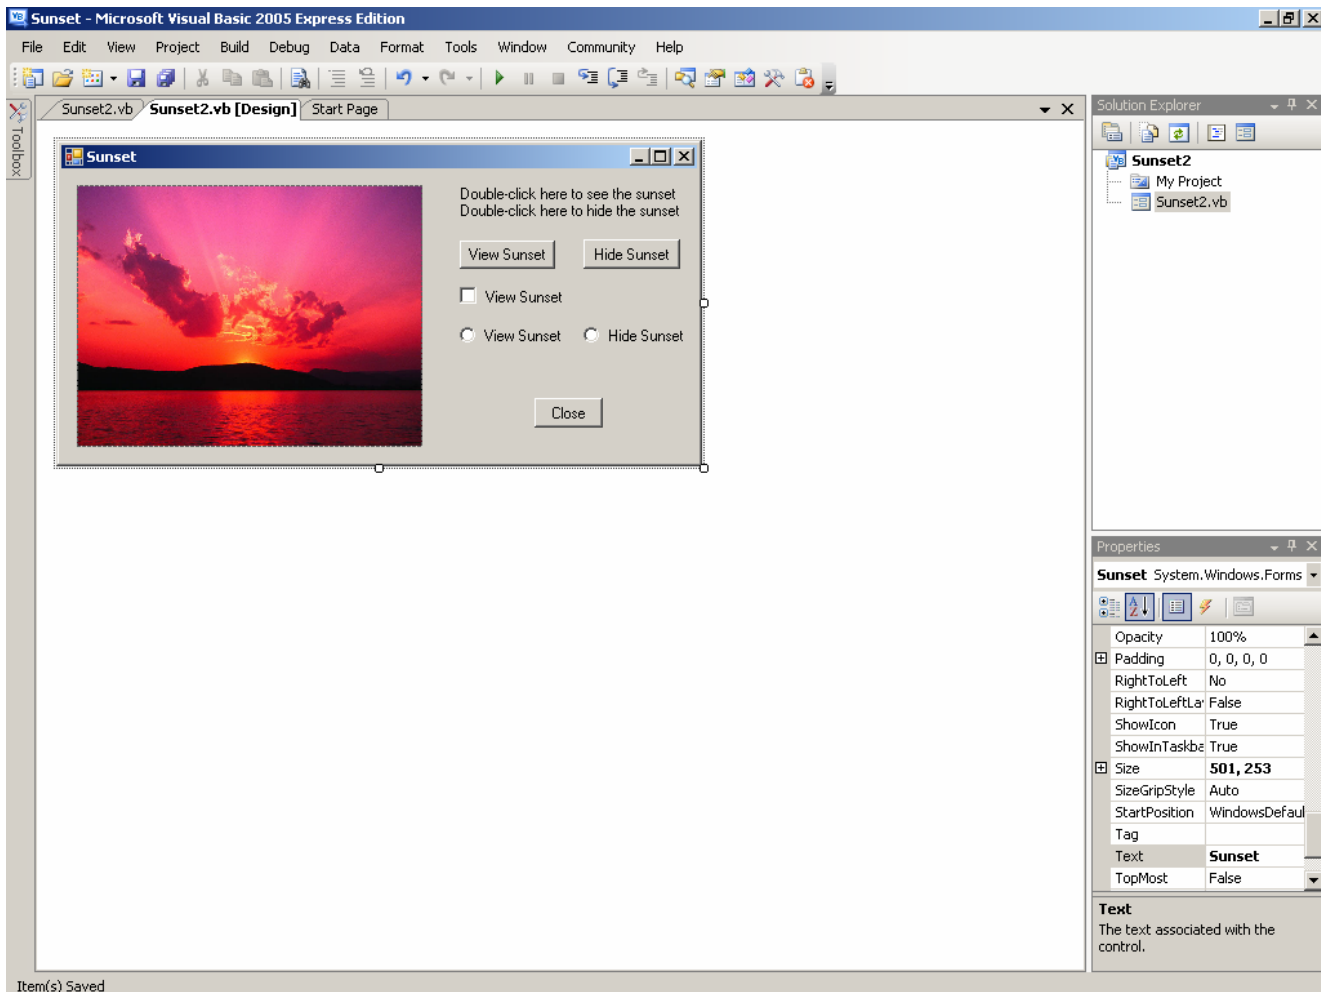 Sunset - Microsoft Visual Basic 2005 Express Edition
File Edit View Project Build Debug Data Format Tools Window Community Help
Toolbox
Sunset2.vb Sunset2.vb [Design] Start Page
Sunset
Double-click here to see the sunset
Double-click here to hide the sunset
View Sunset Hide Sunset
View Sunset
View Sunset Hide Sunset
Close
Solution Explorer
Sunset2
My Project
Sunset2.vb
Properties
Sunset System.Windows.Forms
Opacity 100%
Padding 0, 0, 0, 0
RightToLeft No
RightToLeftLa False
ShowIcon True
ShowInTaskba True
Size 501, 253
SizeGripStyle Auto
StartPosition WindowsDefaul
Tag
Text Sunset
TopMost False
Text
The text associated with the
control.
Item(s) Saved